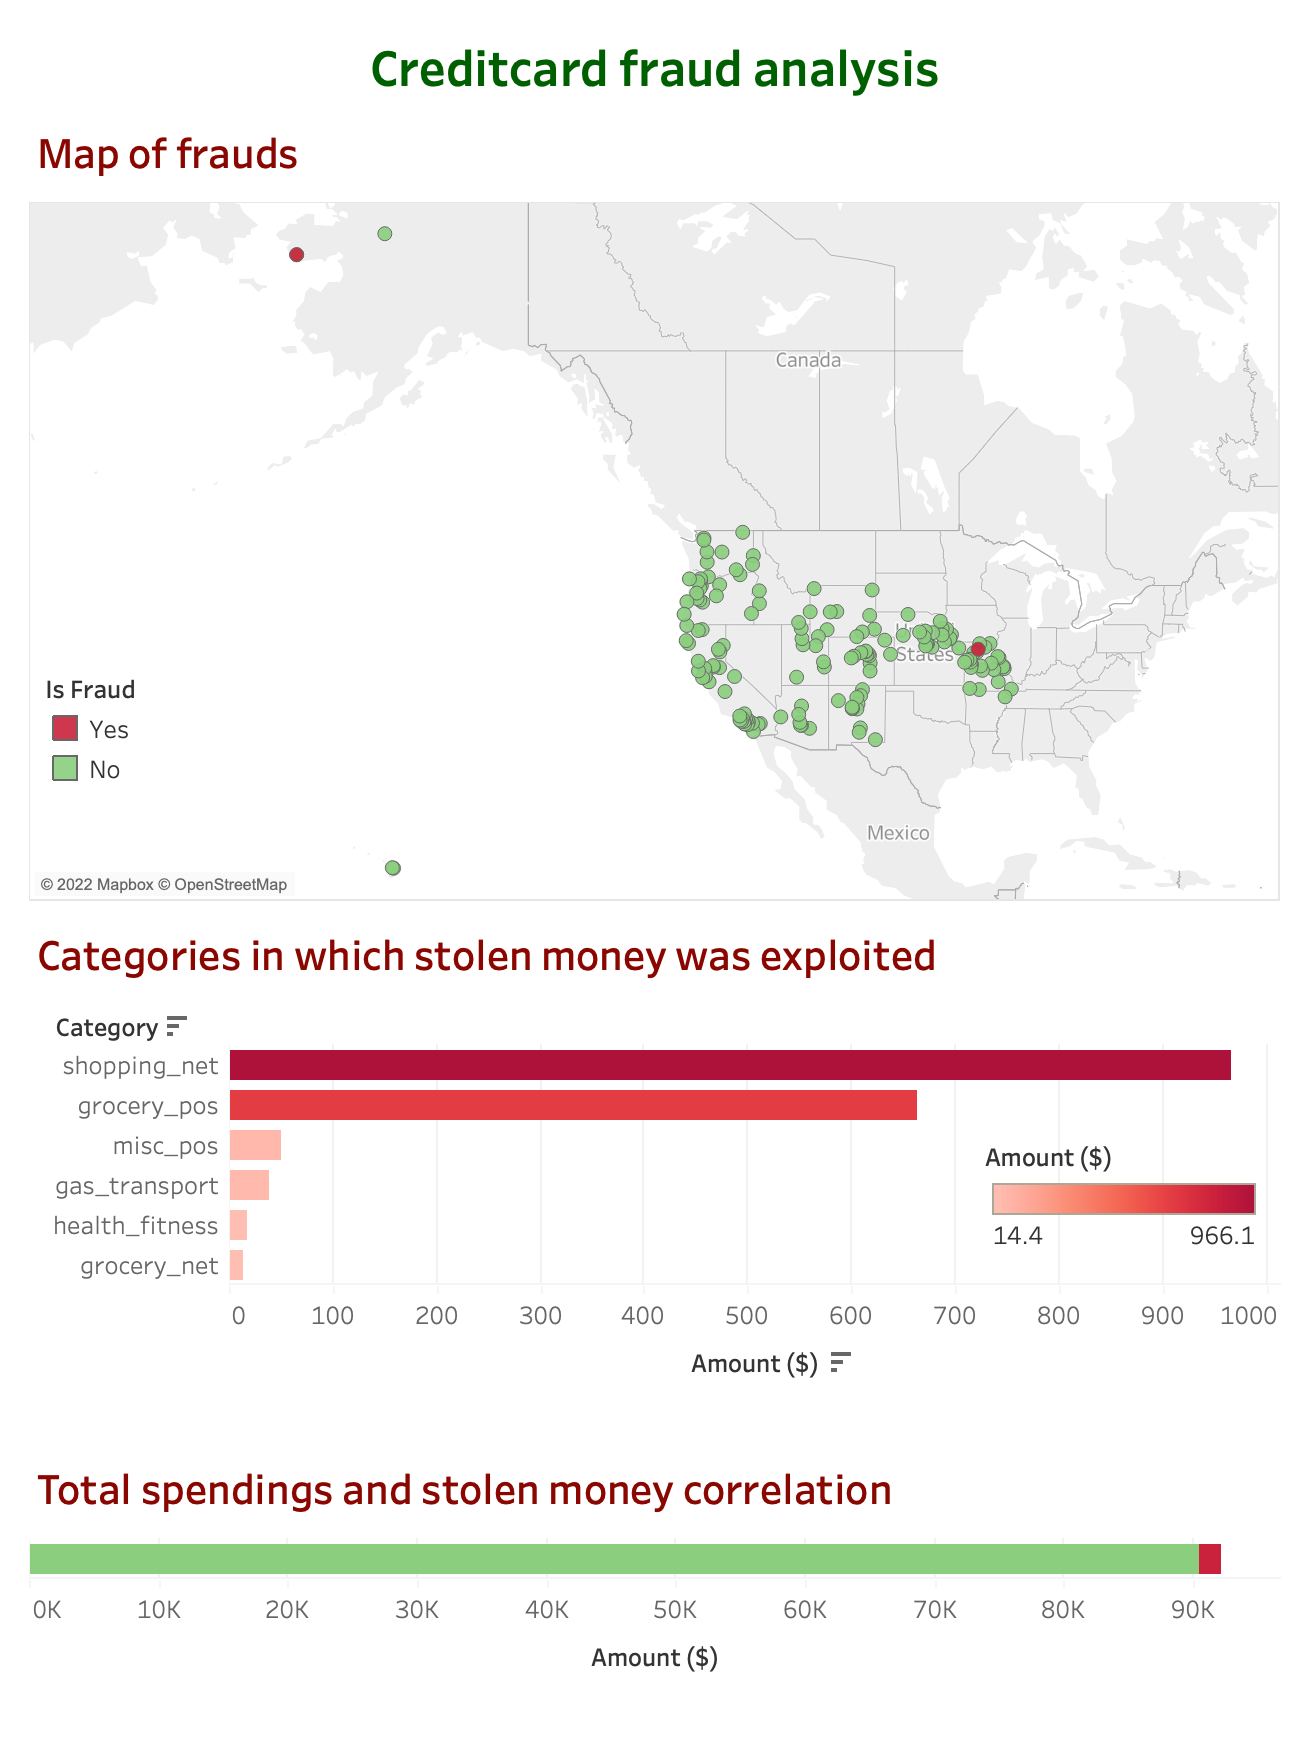 Creditcard fraud analysis
Map of frauds
Canada
States
Mexico
Is Fraud
Yes
No
© 2022 Mapbox © OpenStreetMap
Categories in which stolen money was exploited
Category
shopping_net
grocery_pos
misc_pos
gas_transport
health_fitness
grocery_net
Amount ($)
14.4 966.1
0 100 200 300 400 500 600 700 800 900 1000
Amount ($)
Total spendings and stolen money correlation
0K 10K 20K 30K 40K 50K 60K 70K 80K 90K
Amount ($)